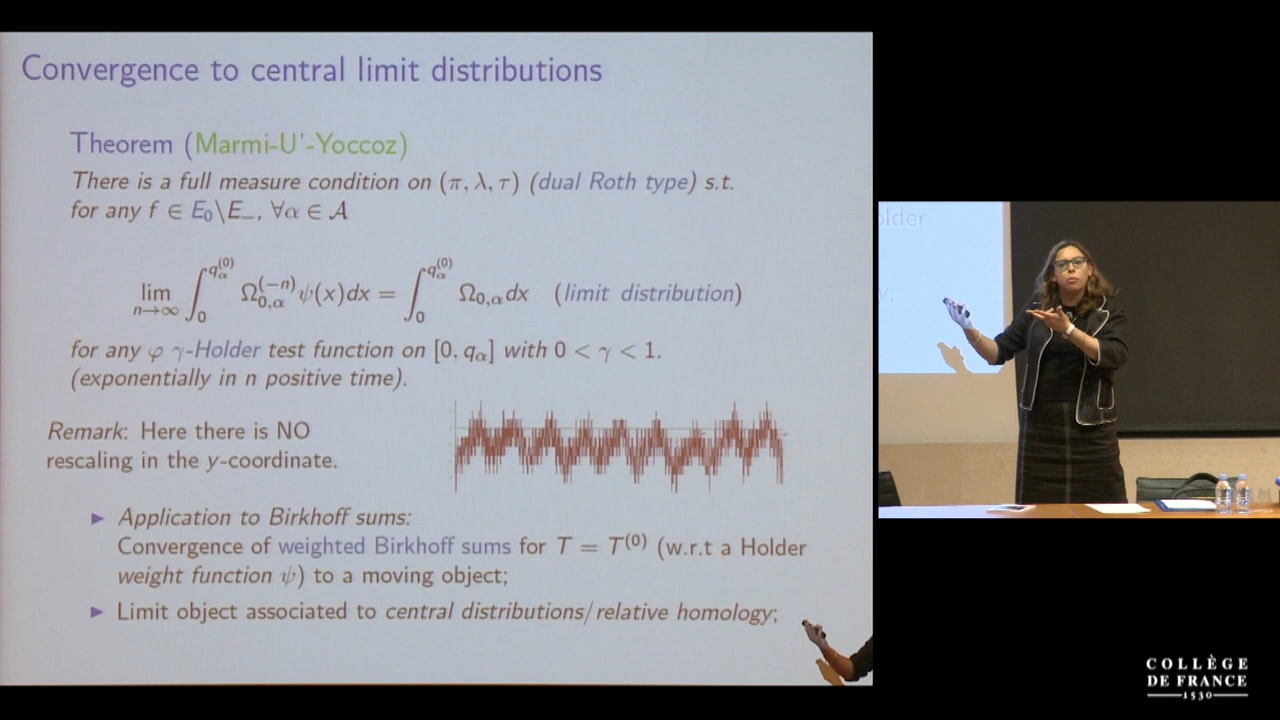 Convergence to central limit distributions
Theorem (Marmi-U'-Yoccoz)
There is a full measure condition on (π, λ, τ) (dual Roth type) s.t.
for any f ∈ E₀\E₋, ∀α ∈ 𝒜
lim_{n→∞} ∫_0^{q_α^{(0)}} Ω_{0,α}^{(−n)} ψ(x)dx = ∫_0^{q_α^{(0)}} Ω_{0,α}dx (limit distribution)
for any φ γ-Holder test function on [0, q_α] with 0 < γ < 1.
(exponentially in n positive time).
Remark: Here there is NO
rescaling in the y-coordinate.
▶ Application to Birkhoff sums:
Convergence of weighted Birkhoff sums for T = T^{(0)} (w.r.t a Holder
weight function ψ) to a moving object;
▶ Limit object associated to central distributions/relative homology;
older
COLLÈGE
DE FRANCE
1530